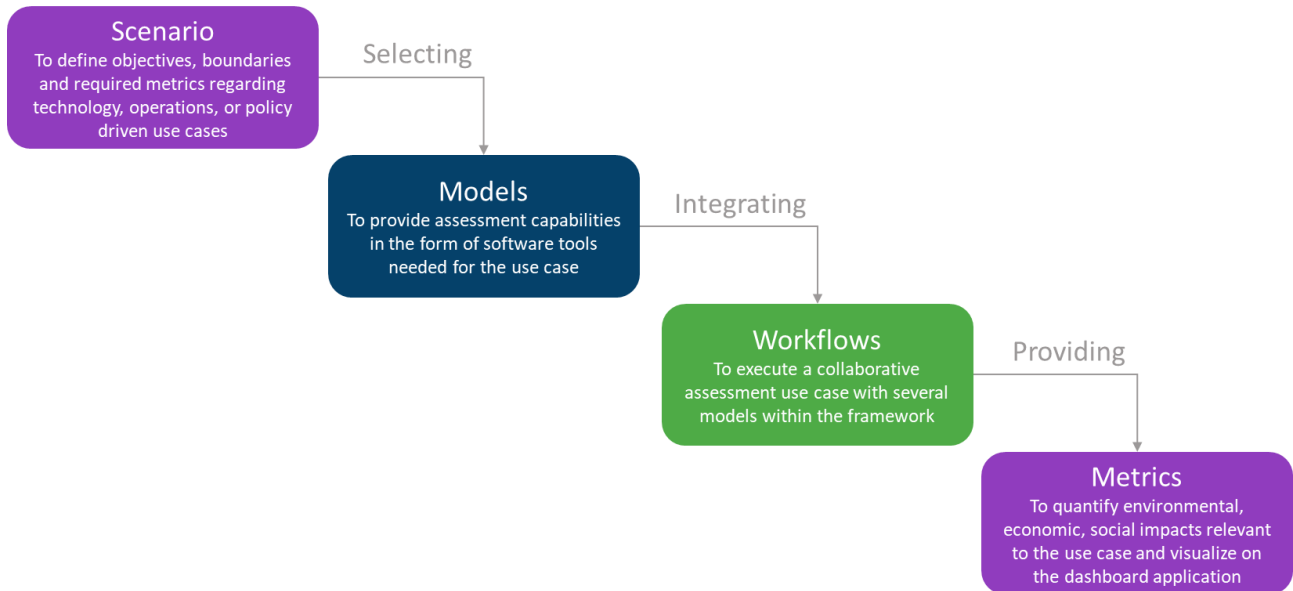 Scenario
To define objectives, boundaries
and required metrics regarding
technology, operations, or policy
driven use cases
Selecting
Models
To provide assessment capabilities
in the form of software tools
needed for the use case
Integrating
Workflows
To execute a collaborative
assessment use case with several
models within the framework
Providing
Metrics
To quantify environmental,
economic, social impacts relevant
to the use case and visualize on
the dashboard application